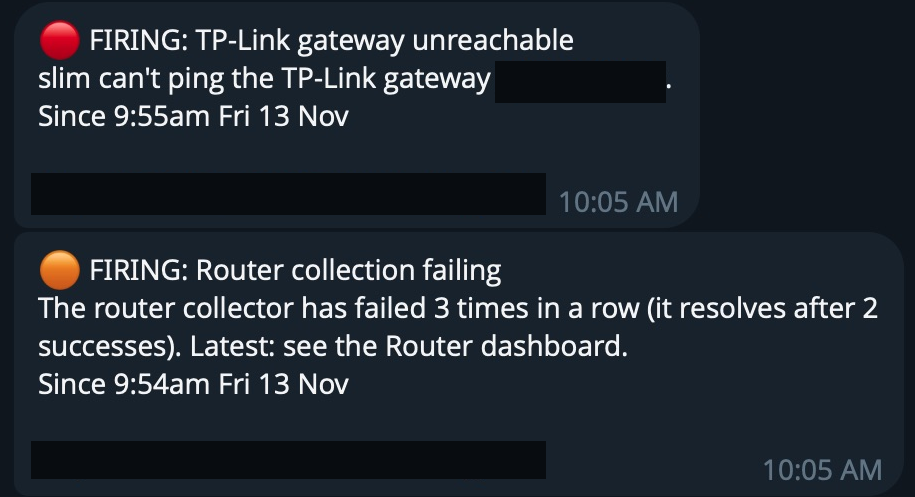 FIRING: TP-Link gateway unreachable
slim can't ping the TP-Link gateway .
Since 9:55am Fri 13 Nov
10:05 AM
FIRING: Router collection failing
The router collector has failed 3 times in a row (it resolves after 2
successes). Latest: see the Router dashboard.
Since 9:54am Fri 13 Nov
10:05 AM